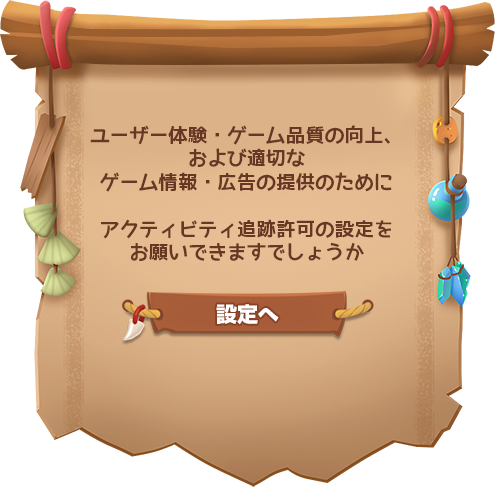 ユーザー体験・ゲーム品質の向上、
および適切な
ゲーム情報・広告の提供のために
アクティビティ追跡許可の設定を
お願いできますでしょうか
設定へ